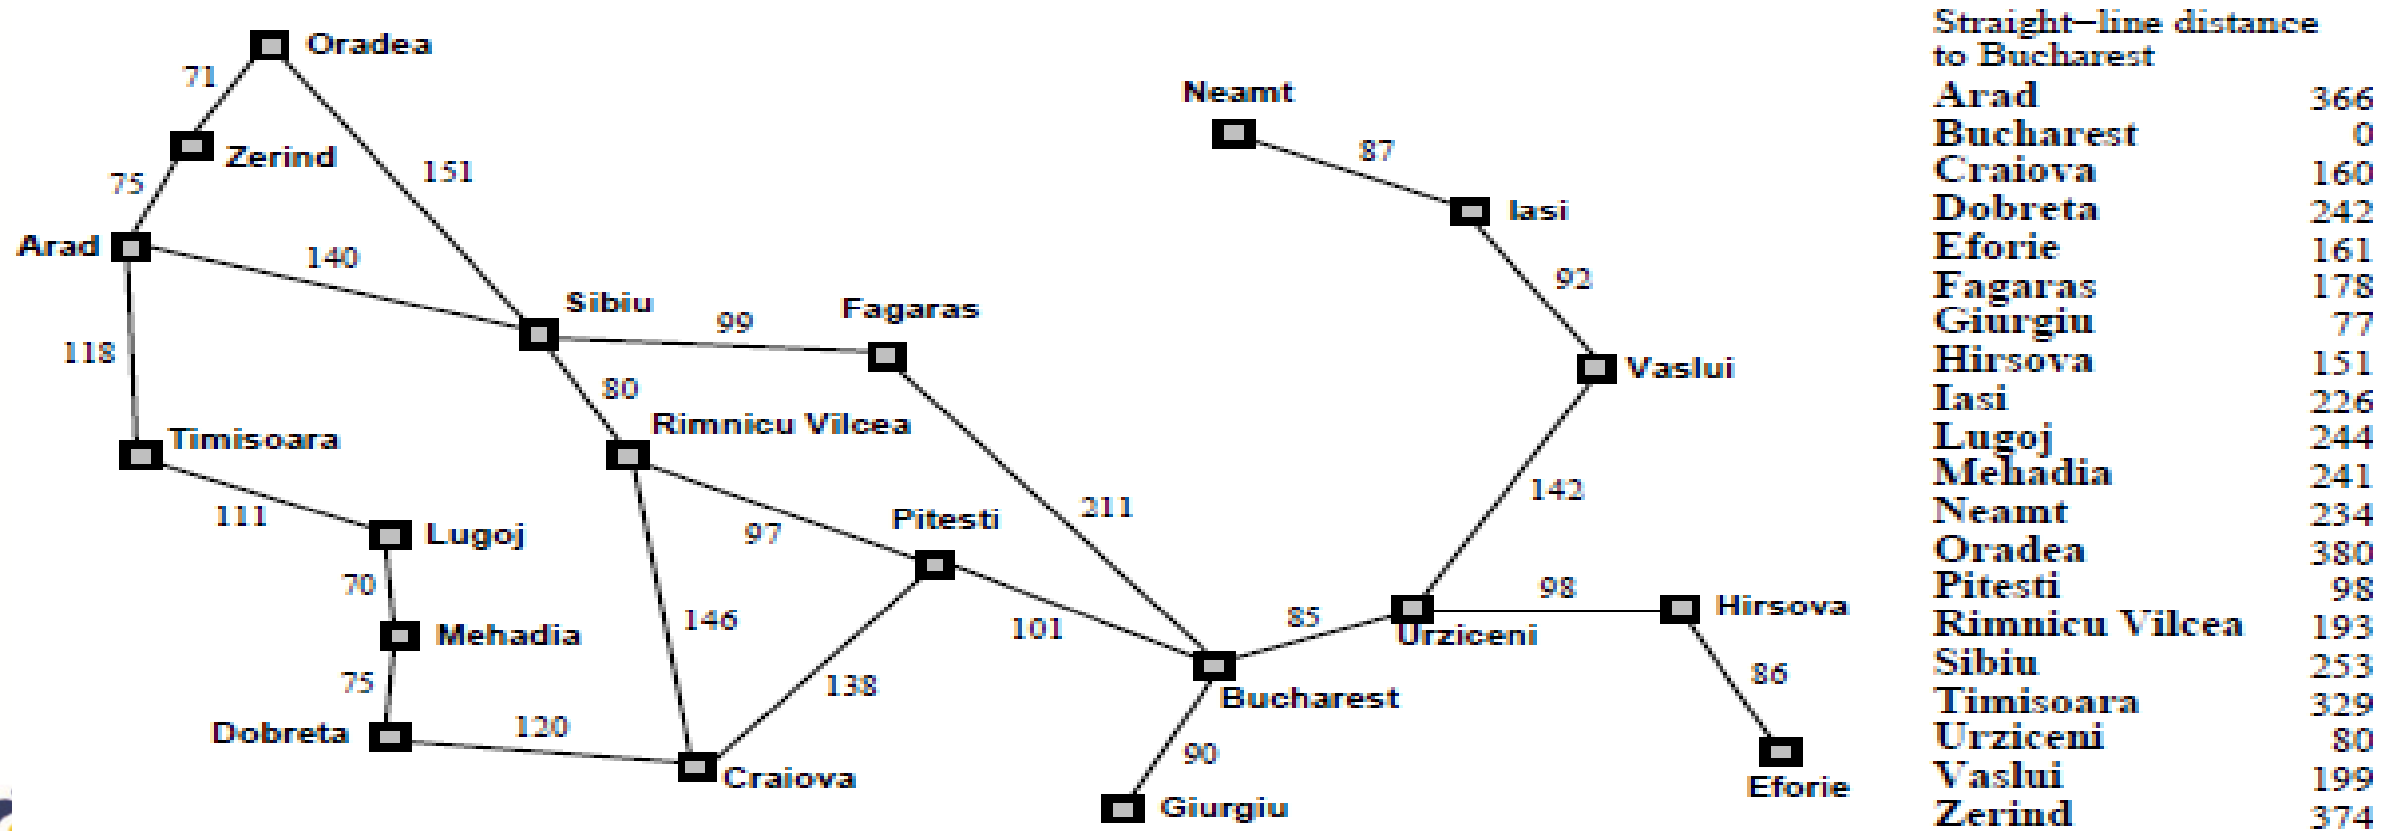 Oradea
71
Zerind
151
75
Arad
140
Sibiu
99
Fagaras
118
80
Timisoara
Rimnicu Vilcea
111
Lugoj
97
Pitesti
211
70
Mehadia
146
101
75
138
Dobreta
120
Craiova
Neamt
87
Iasi
92
Vaslui
142
98
Hirsova
85
Urziceni
86
Bucharest
90
Giurgiu
Eforie
Straight-line distance
to Bucharest
Arad 366
Bucharest 0
Craiova 160
Dobreta 242
Eforie 161
Fagaras 178
Giurgiu 77
Hirsova 151
Iasi 226
Lugoj 244
Mehadia 241
Neamt 234
Oradea 380
Pitesti 98
Rimnicu Vilcea 193
Sibiu 253
Timisoara 329
Urziceni 80
Vaslui 199
Zerind 374